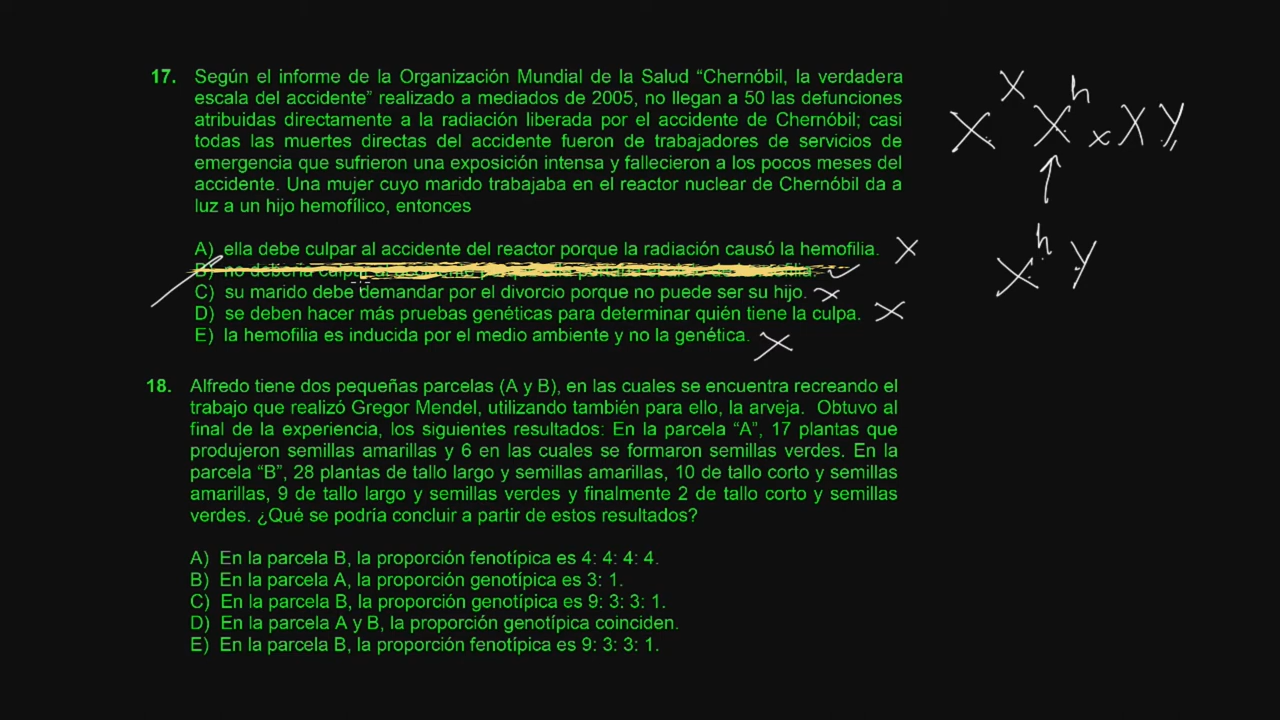 17. Según el informe de la Organización Mundial de la Salud “Chernóbil, la verdadera
escala del accidente” realizado a mediados de 2005, no llegan a 50 las defunciones
atribuidas directamente a la radiación liberada por el accidente de Chernóbil; casi
todas las muertes directas del accidente fueron de trabajadores de servicios de
emergencia que sufrieron una exposición intensa y fallecieron a los pocos meses del
accidente. Una mujer cuyo marido trabajaba en el reactor nuclear de Chernóbil da a
luz a un hijo hemofílico, entonces
A) ella debe culpar al accidente del reactor porque la radiación causó la hemofilia.
B) no debería culpar al accidente
C) su marido debe demandar por el divorcio porque no puede ser su hijo.
D) se deben hacer más pruebas genéticas para determinar quién tiene la culpa.
E) la hemofilia es inducida por el medio ambiente y no la genética.
X X X h x X Y
X h Y
18. Alfredo tiene dos pequeñas parcelas (A y B), en las cuales se encuentra recreando el
trabajo que realizó Gregor Mendel, utilizando también para ello, la arveja. Obtuvo al
final de la experiencia, los siguientes resultados: En la parcela “A”, 17 plantas que
produjeron semillas amarillas y 6 en las cuales se formaron semillas verdes. En la
parcela “B”, 28 plantas de tallo largo y semillas amarillas, 10 de tallo corto y semillas
amarillas, 9 de tallo largo y semillas verdes y finalmente 2 de tallo corto y semillas
verdes. ¿Qué se podría concluir a partir de estos resultados?
A) En la parcela B, la proporción fenotípica es 4: 4: 4: 4.
B) En la parcela A, la proporción genotípica es 3: 1.
C) En la parcela B, la proporción genotípica es 9: 3: 3: 1.
D) En la parcela A y B, la proporción genotípica coinciden.
E) En la parcela B, la proporción fenotípica es 9: 3: 3: 1.